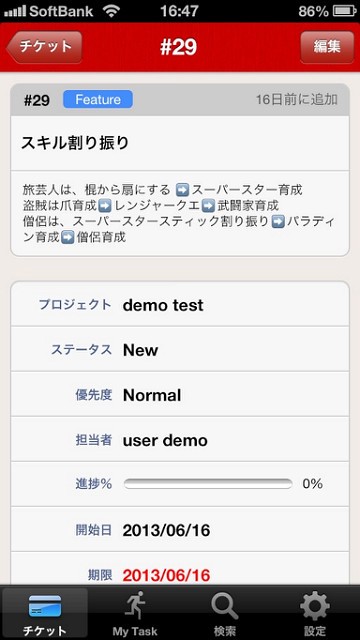 SoftBank 16:47 86%
チケット #29 編集
#29 Feature 16日前に追加
スキル割り振り
旅芸人は、棍から扇にする ➡スーパースター育成
盗賊は爪育成➡レンジャークエ➡武闘家育成
僧侶は、スーパースタースティック割り振り➡パラディ
ン育成➡僧侶育成
プロジェクト demo test
ステータス New
優先度 Normal
担当者 user demo
進捗% 0%
開始日 2013/06/16
期限 2013/06/16
チケット My Task 検索 設定